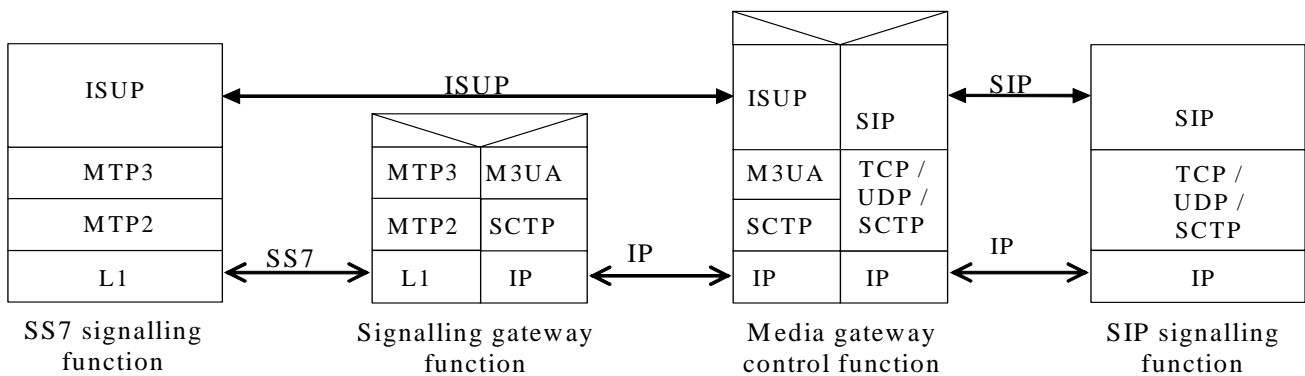 ISUP
MTP3
MTP2
L1
SS7 signalling
function
ISUP
SS7
MTP3
M3UA
MTP2
SCTP
L1
IP
Signalling gateway
function
IP
ISUP
SIP
M3UA
SCTP
TCP /
UDP /
SCTP
IP
IP
Media gateway
control function
SIP
IP
SIP
TCP /
UDP /
SCTP
IP
SIP signalling
function